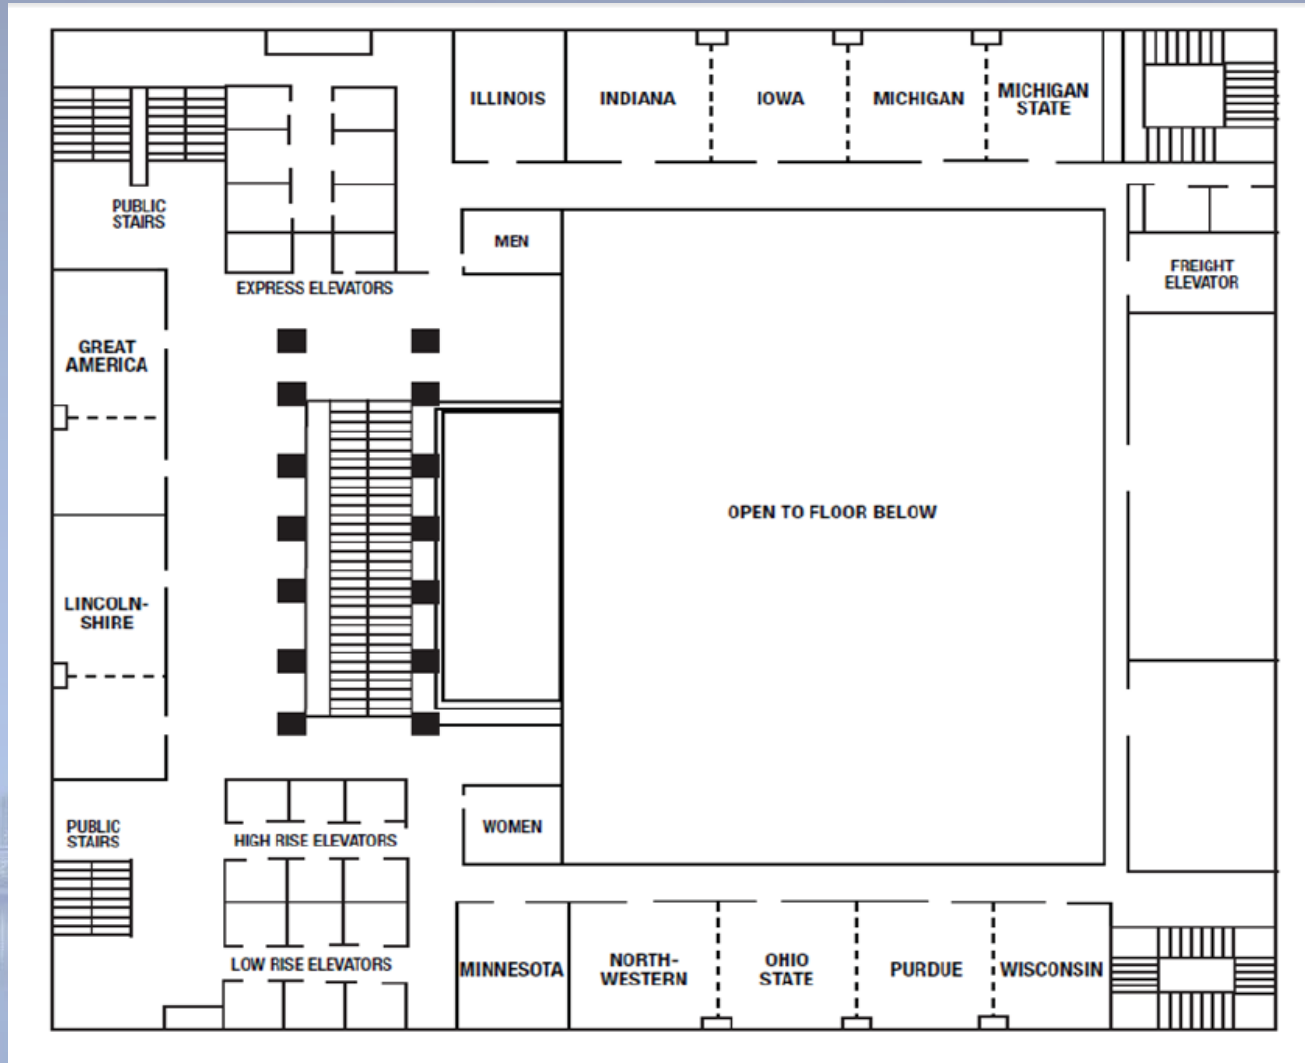 ILLINOIS
INDIANA
IOWA
MICHIGAN
MICHIGAN
STATE
PUBLIC
STAIRS
MEN
EXPRESS ELEVATORS
FREIGHT
ELEVATOR
GREAT
AMERICA
OPEN TO FLOOR BELOW
LINCOLN-
SHIRE
PUBLIC
STAIRS
HIGH RISE ELEVATORS
WOMEN
LOW RISE ELEVATORS
MINNESOTA
NORTH-
WESTERN
OHIO
STATE
PURDUE
WISCONSIN